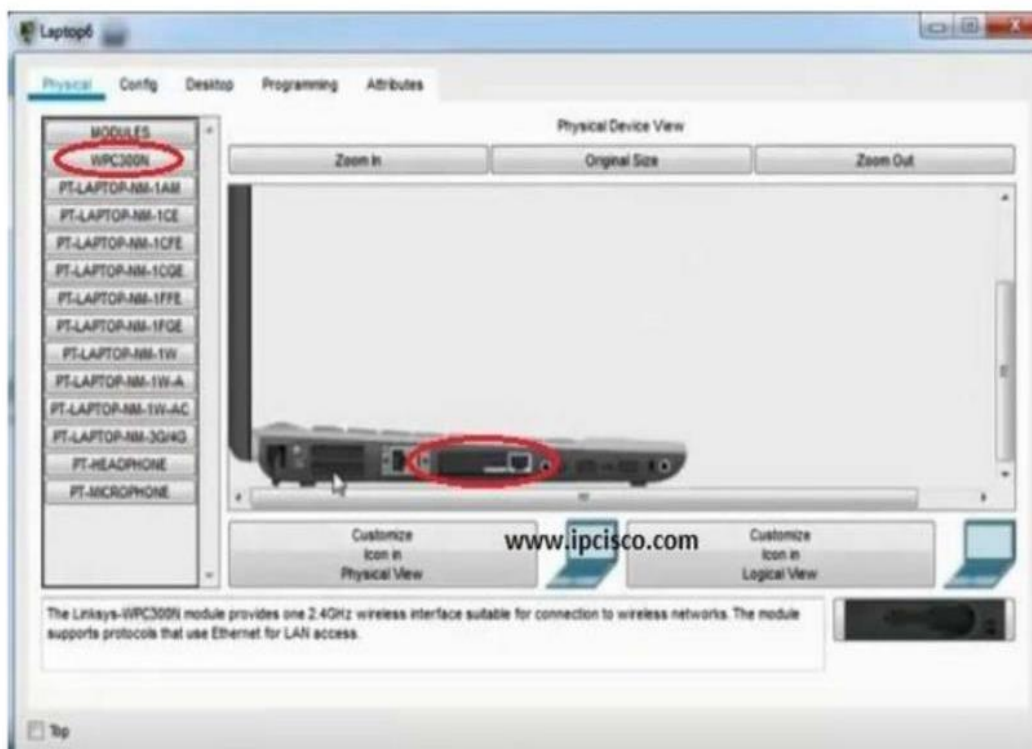 Laptop6
Physical Config Desktop Programming Attributes
MODULES
WPC300N
PT-LAPTOP-NM-1AM
PT-LAPTOP-NM-1CE
PT-LAPTOP-NM-1CFE
PT-LAPTOP-NM-1CGE
PT-LAPTOP-NM-1FFE
PT-LAPTOP-NM-1FGE
PT-LAPTOP-NM-1W
PT-LAPTOP-NM-1W-A
PT-LAPTOP-NM-1W-AC
PT-LAPTOP-NM-3G/4G
PT-HEADPHONE
PT-MICROPHONE
Physical Device View
Zoom In Original Size Zoom Out
Customize
Icon in
Physical View
www.ipcisco.com
Customize
Icon in
Logical View
The Linksys-WPC300N module provides one 2.4GHz wireless interface suitable for connection to wireless networks. The module
supports protocols that use Ethernet for LAN access.
Top